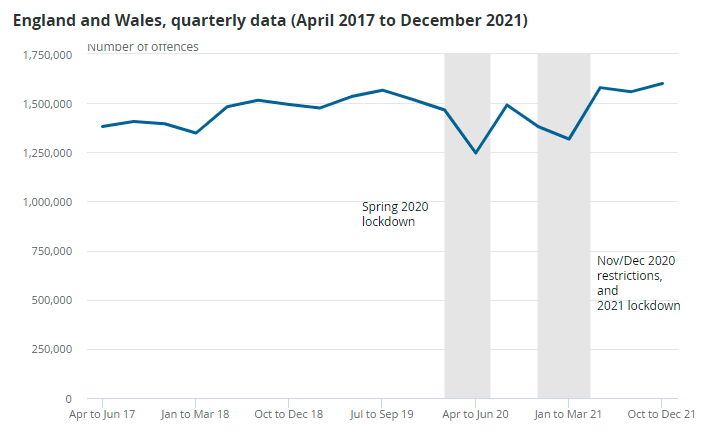 England and Wales, quarterly data (April 2017 to December 2021)
Number of offences
1,750,000
1,500,000
1,250,000
1,000,000
750,000
500,000
250,000
0
Spring 2020
lockdown
Nov/Dec 2020
restrictions,
and
2021 lockdown
Apr to Jun 17
Jan to Mar 18
Oct to Dec 18
Jul to Sep 19
Apr to Jun 20
Jan to Mar 21
Oct to Dec 21